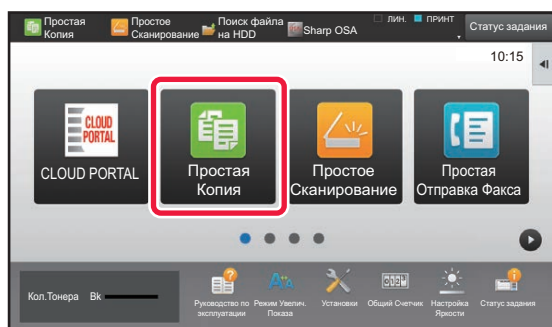 Простая
Копия
Простое
Сканирование
Поиск файла
на HDD
Sharp OSA
ЛИН.
ПРИНТ
Статус задания
10:15
CLOUD
PORTAL
CLOUD PORTAL
Простая
Копия
Простое
Сканирование
Простая
Отправка Факса
Кол.Тонера Bk
Руководство по
эксплуатации
Режим Увелич.
Показа
Установки
Общий Счетчик
Настройка
Яркости
Статус задания